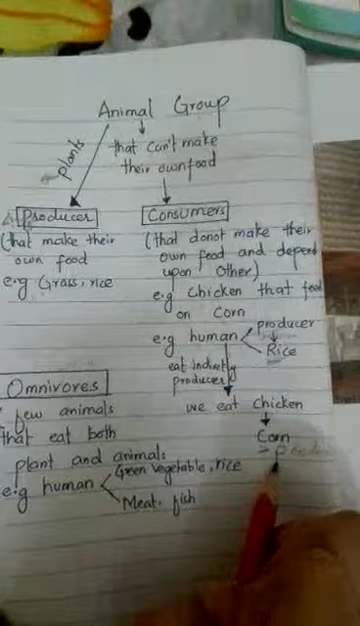 Animal Group
Plants
that can't make
their own food
Producer
(that make their
own food
e.g Grass, rice
Consumers
(that donot make their
own food and depend
upon other)
e.g chicken that feed
on corn
e.g human
producer
Rice
eat indirectly
producer
we eat chicken
Corn
Omnivores
few animals
that eat both
plant and animals
e.g human
Green vegetable, rice
Meat, fish